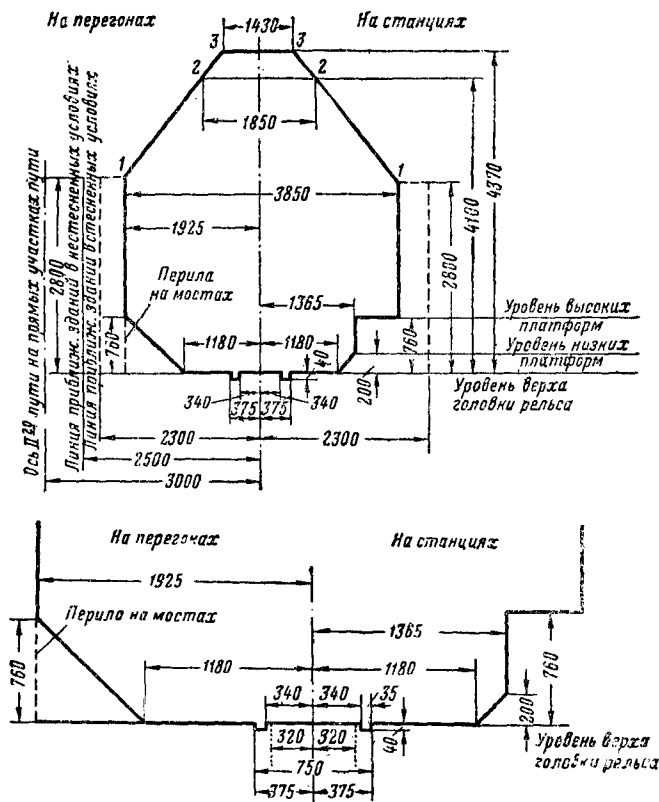 На перегонах
На станциях
1430
3
3
2
2
1850
1
1
3850
1925
Перила
на мостах
1365
1180
1180
760
2800
40
340
375
375
340
200
760
2800
4100
4370
Уровень высоких
платформ
Уровень низких
платформ
Уровень верха
головки рельса
Ось IIго пути на прямых участках пути
Линия приближ. зданий в нестесненных условиях
Линия приближ. зданий в стесненных условиях
2300
2300
2500
3000
На перегонах
На станциях
1925
Перила на мостах
1365
760
1180
1180
760
340
340
35
200
320
320
40
750
375
375
Уровень верха
головки рельса